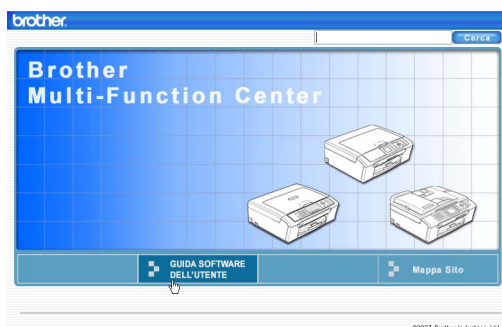 brother.
Cerca
Brother
Multi-Function Center
GUIDA SOFTWARE
DELL'UTENTE
Mappa Sito